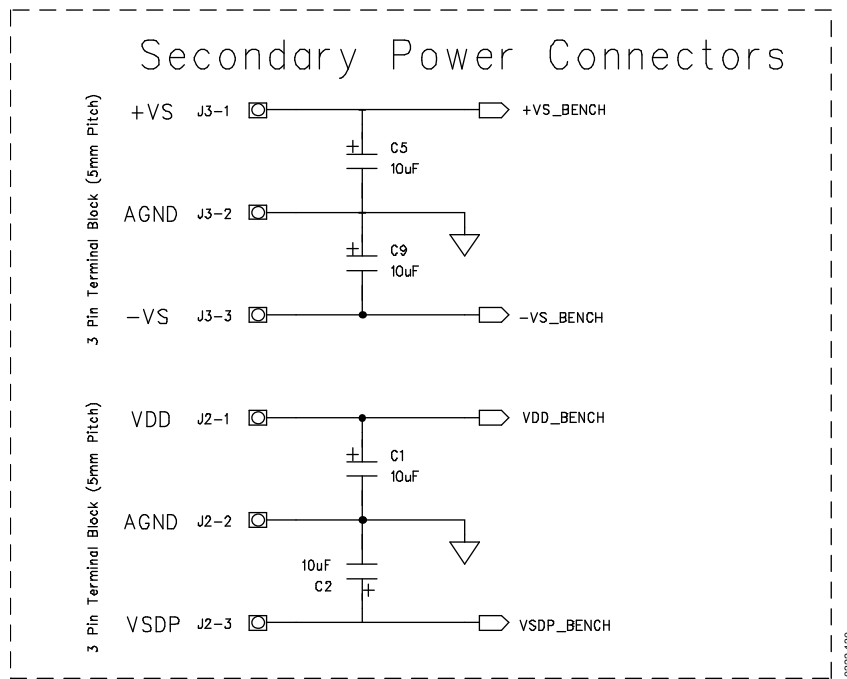 Secondary Power Connectors
3 Pin Terminal Block (5mm Pitch)
+VS J3-1 +VS_BENCH
+ C5
10uF
AGND J3-2
+ C9
10uF
-VS J3-3 -VS_BENCH
3 Pin Terminal Block (5mm Pitch)
VDD J2-1 VDD_BENCH
+ C1
10uF
AGND J2-2
10uF
C2 +
VSDP J2-3 VSDP_BENCH